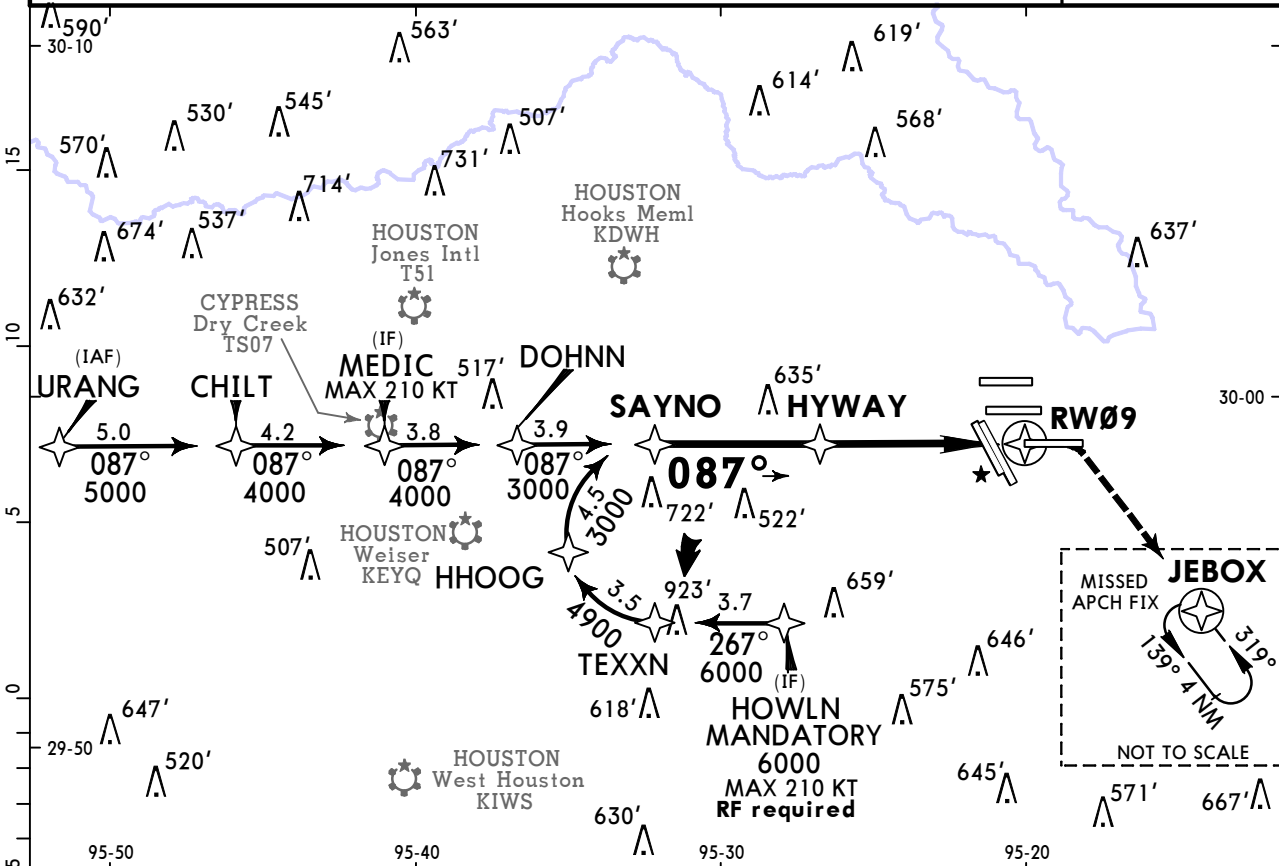 590'
30-10
563'
619'
614'
530'
545'
507'
568'
570'
731'
15
714'
HOUSTON
Hooks Meml
KDWH
674'
537'
HOUSTON
Jones Intl
T51
637'
632'
CYPRESS
Dry Creek
TS07
10
(IAF)
URANG
CHILT
(IF)
MEDIC
MAX 210 KT
517'
DOHNN
635'
SAYNO
HYWAY
30-00
RWØ9
5.0
087°
5000
4.2
087°
4000
3.8
087°
4000
3.9
087°
3000
087°
4.5
3000
722'
522'
5
HOUSTON
Weiser
KEYQ
507'
HHOOG
923'
3.5
4900
TEXXN
3.7
267°
6000
659'
JEBOX
MISSED
APCH FIX
319°
139° 4 NM
NOT TO SCALE
646'
575'
0
618'
(IF)
HOWLN
MANDATORY
6000
MAX 210 KT
RF required
647'
29-50
520'
HOUSTON
West Houston
KIWS
645'
571'
667'
630'
95-50
95-40
95-30
95-20
5